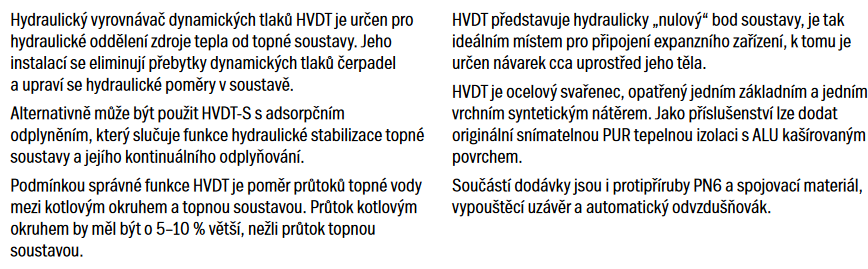 Hydraulický vyrovnávač dynamických tlaků HVDT je určen pro
hydraulické oddělení zdroje tepla od topné soustavy. Jeho
instalací se eliminují přebytky dynamických tlaků čerpadel
a upraví se hydraulické poměry v soustavě.
Alternativně může být použit HVDT-S s adsorpčním
odplyněním, který slučuje funkce hydraulické stabilizace topné
soustavy a jejího kontinuálního odplyňování.
Podmínkou správné funkce HVDT je poměr průtoků topné vody
mezi kotlovým okruhem a topnou soustavou. Průtok kotlovým
okruhem by měl být o 5–10 % větší, nežli průtok topnou
soustavou.
HVDT představuje hydraulicky „nulový“ bod soustavy, je tak
ideálním místem pro připojení expanzního zařízení, k tomu je
určen návarek cca uprostřed jeho těla.
HVDT je ocelový svařenec, opatřený jedním základním a jedním
vrchním syntetickým nátěrem. Jako příslušenství lze dodat
originální snímatelnou PUR tepelnou izolaci s ALU kašírovaným
povrchem.
Součástí dodávky jsou i protipříruby PN6 a spojovací materiál,
vypouštěcí uzávěr a automatický odvzdušňovák.